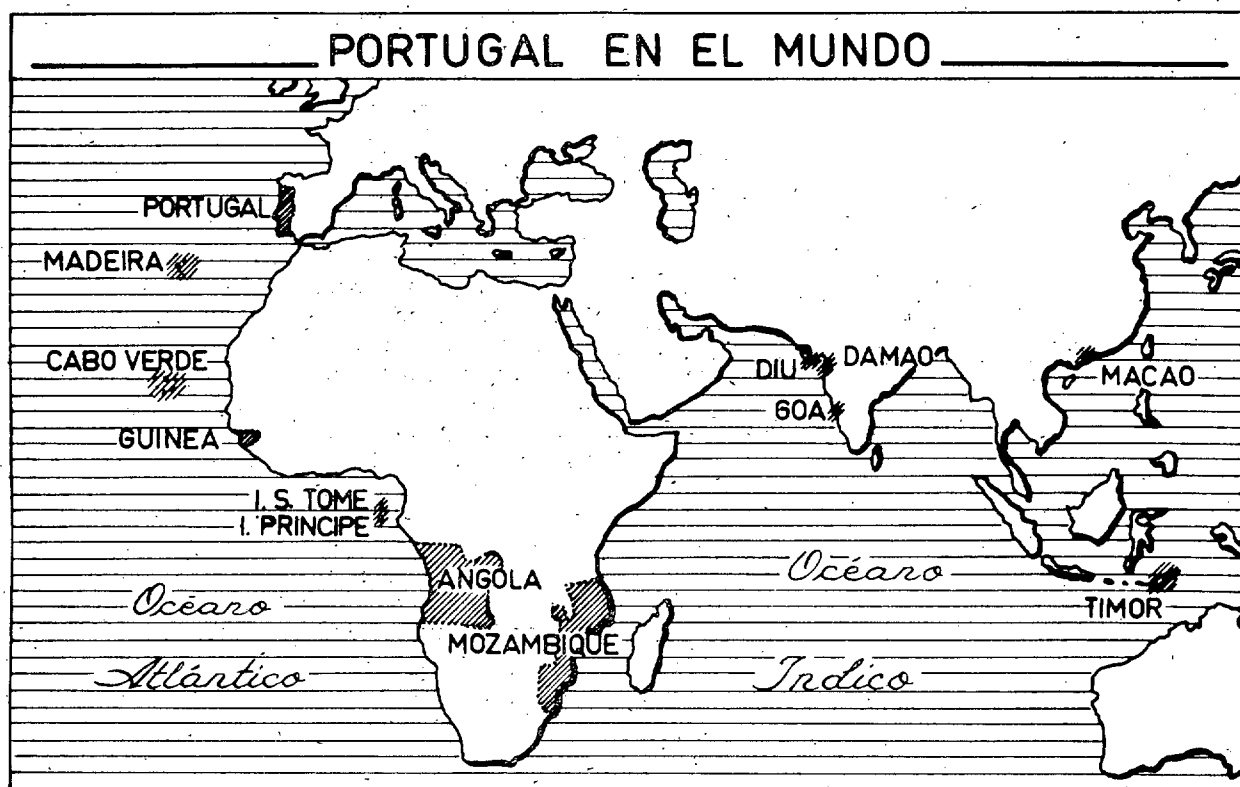 PORTUGAL EN EL MUNDO
PORTUGAL
MADEIRA
CABO VERDE
GUINEA
I. S. TOME
I. PRINCIPE
ANGOLA
MOZAMBIQUE
DIU
DAMAO
GOA
MACAO
TIMOR
Océano
Atlántico
Océano
Indico